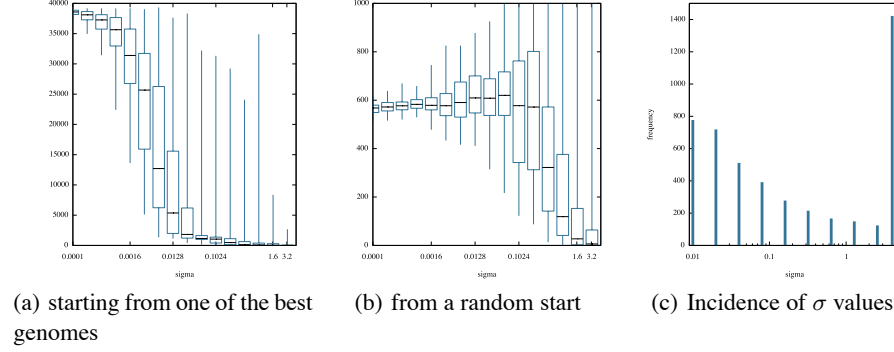 40000
35000
30000
25000
20000
15000
10000
5000
0
0.0001 0.0016 0.0128 0.1024 1.6 3.2
sigma
1000
800
600
400
200
0
0.0001 0.0016 0.0128 0.1024 1.6 3.2
sigma
1400
1200
1000
800
600
400
200
0
frequency
0.01 0.1 1
sigma
(a) starting from one of the best
genomes
(b) from a random start
(c) Incidence of σ values